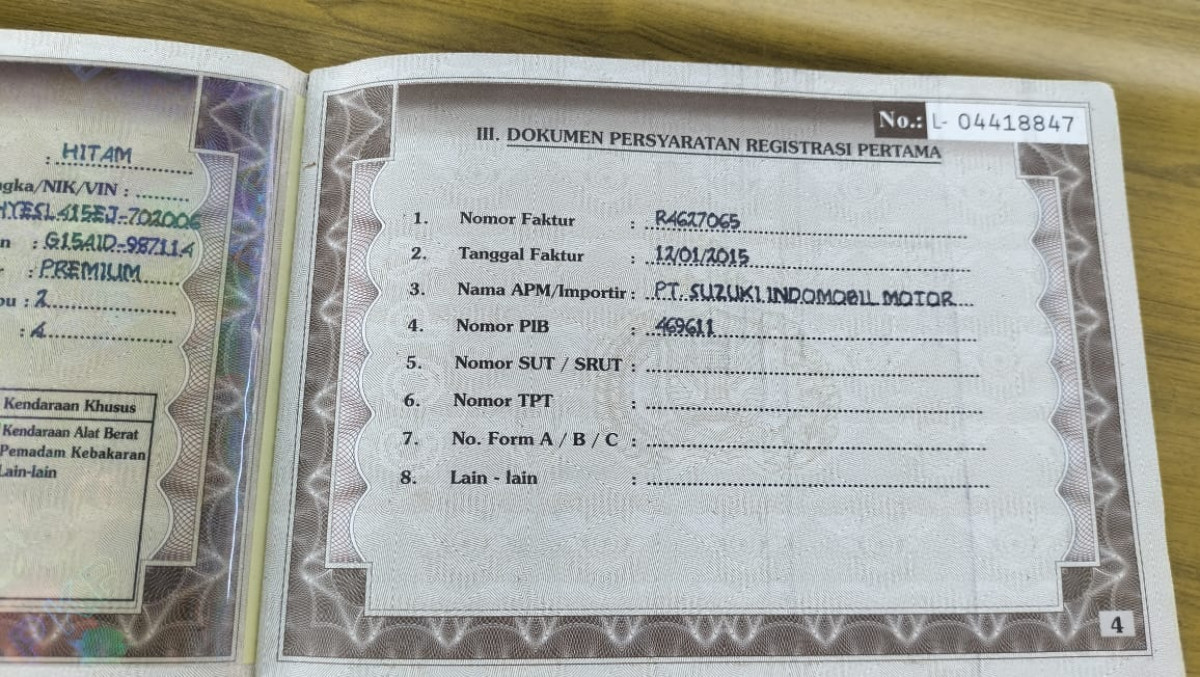 : HITAM
ngka/NIK/VIN :
HYESL415EJ-702006
n : G15AID-987114
: PREMIUM
bu : 2
: 4
Kendaraan Khusus
Kendaraan Alat Berat
Pemadam Kebakaran
Lain-lain
No.: L- 04418847
III. DOKUMEN PERSYARATAN REGISTRASI PERTAMA
1. Nomor Faktur : R4627065
2. Tanggal Faktur : 12/01/2015
3. Nama APM/Importir : PT. SUZUKI INDOMOBIL MOTOR
4. Nomor PIB : 469611
5. Nomor SUT / SRUT :
6. Nomor TPT :
7. No. Form A / B / C :
8. Lain - lain :
4